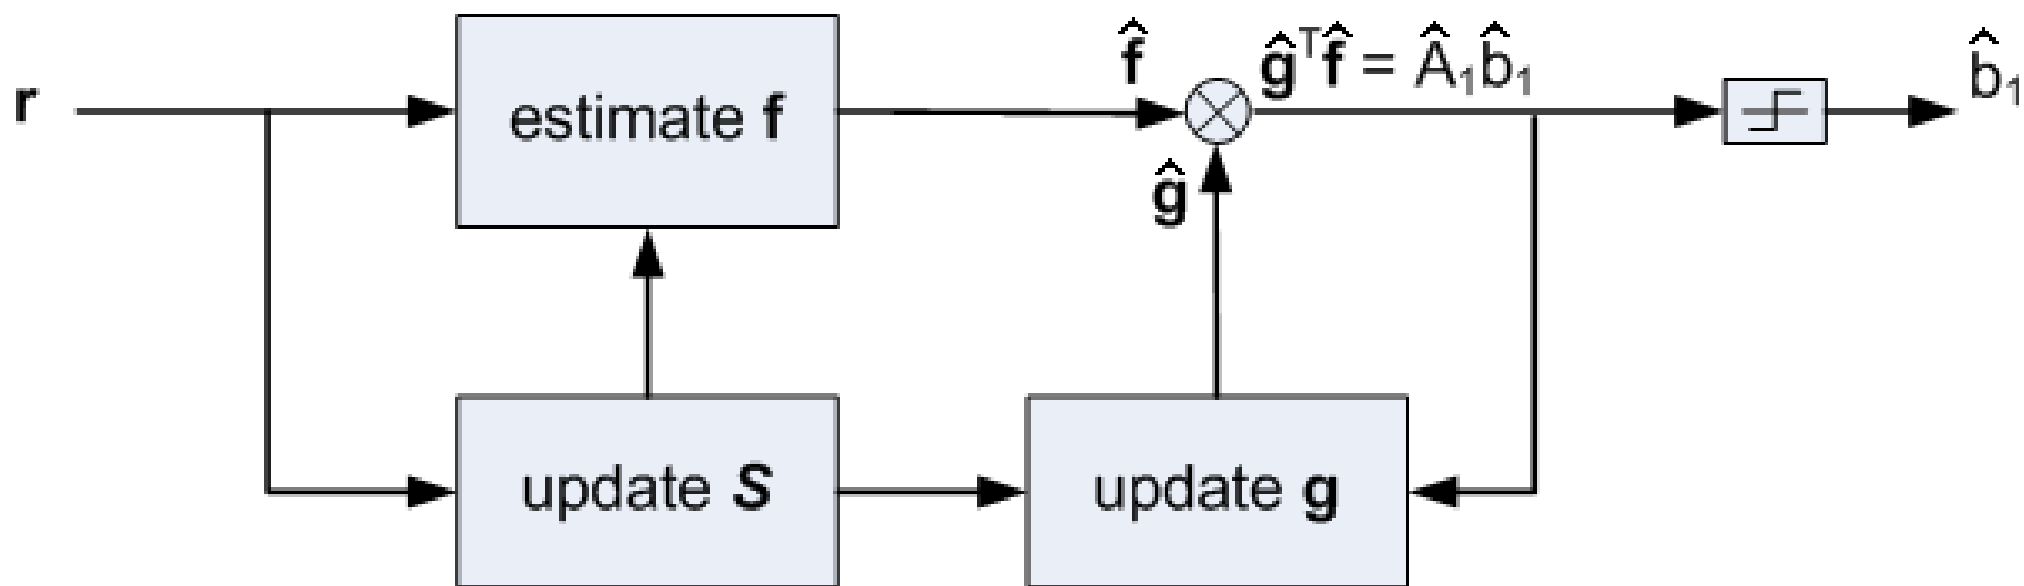 r
estimate f
f̂
ĝᵀf̂ = Â₁b̂₁
b̂₁
ĝ
update S
update g